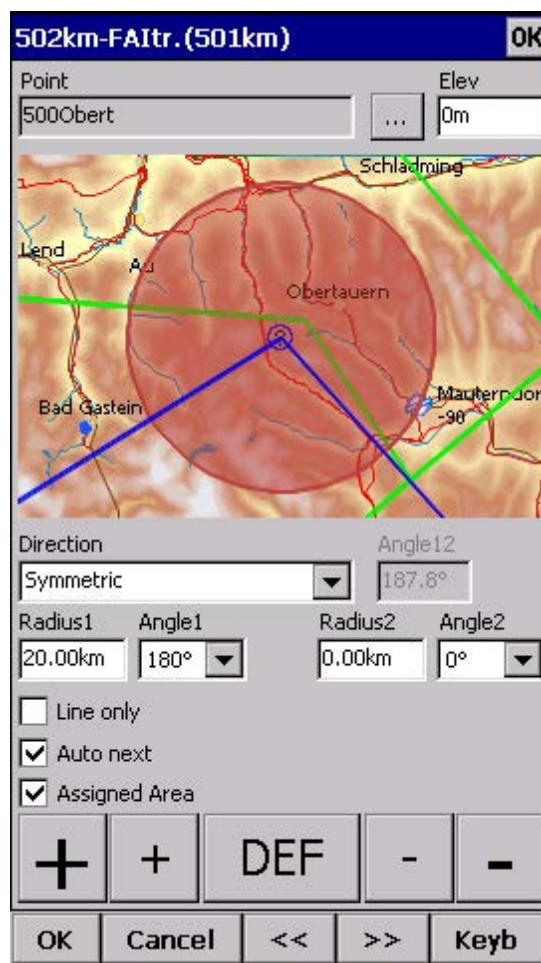 502km-FAItr.(501km) OK
Point Elev
500Obert ... 0m
Schladming
Lend
Au
Obertauern
Mauterndor
-90
Bad Gastein
Direction Angle12
Symmetric 187.8°
Radius1 Angle1 Radius2 Angle2
20.00km 180° 0.00km 0°
Line only
Auto next
Assigned Area
+ + DEF - -
OK Cancel << >> Keyb